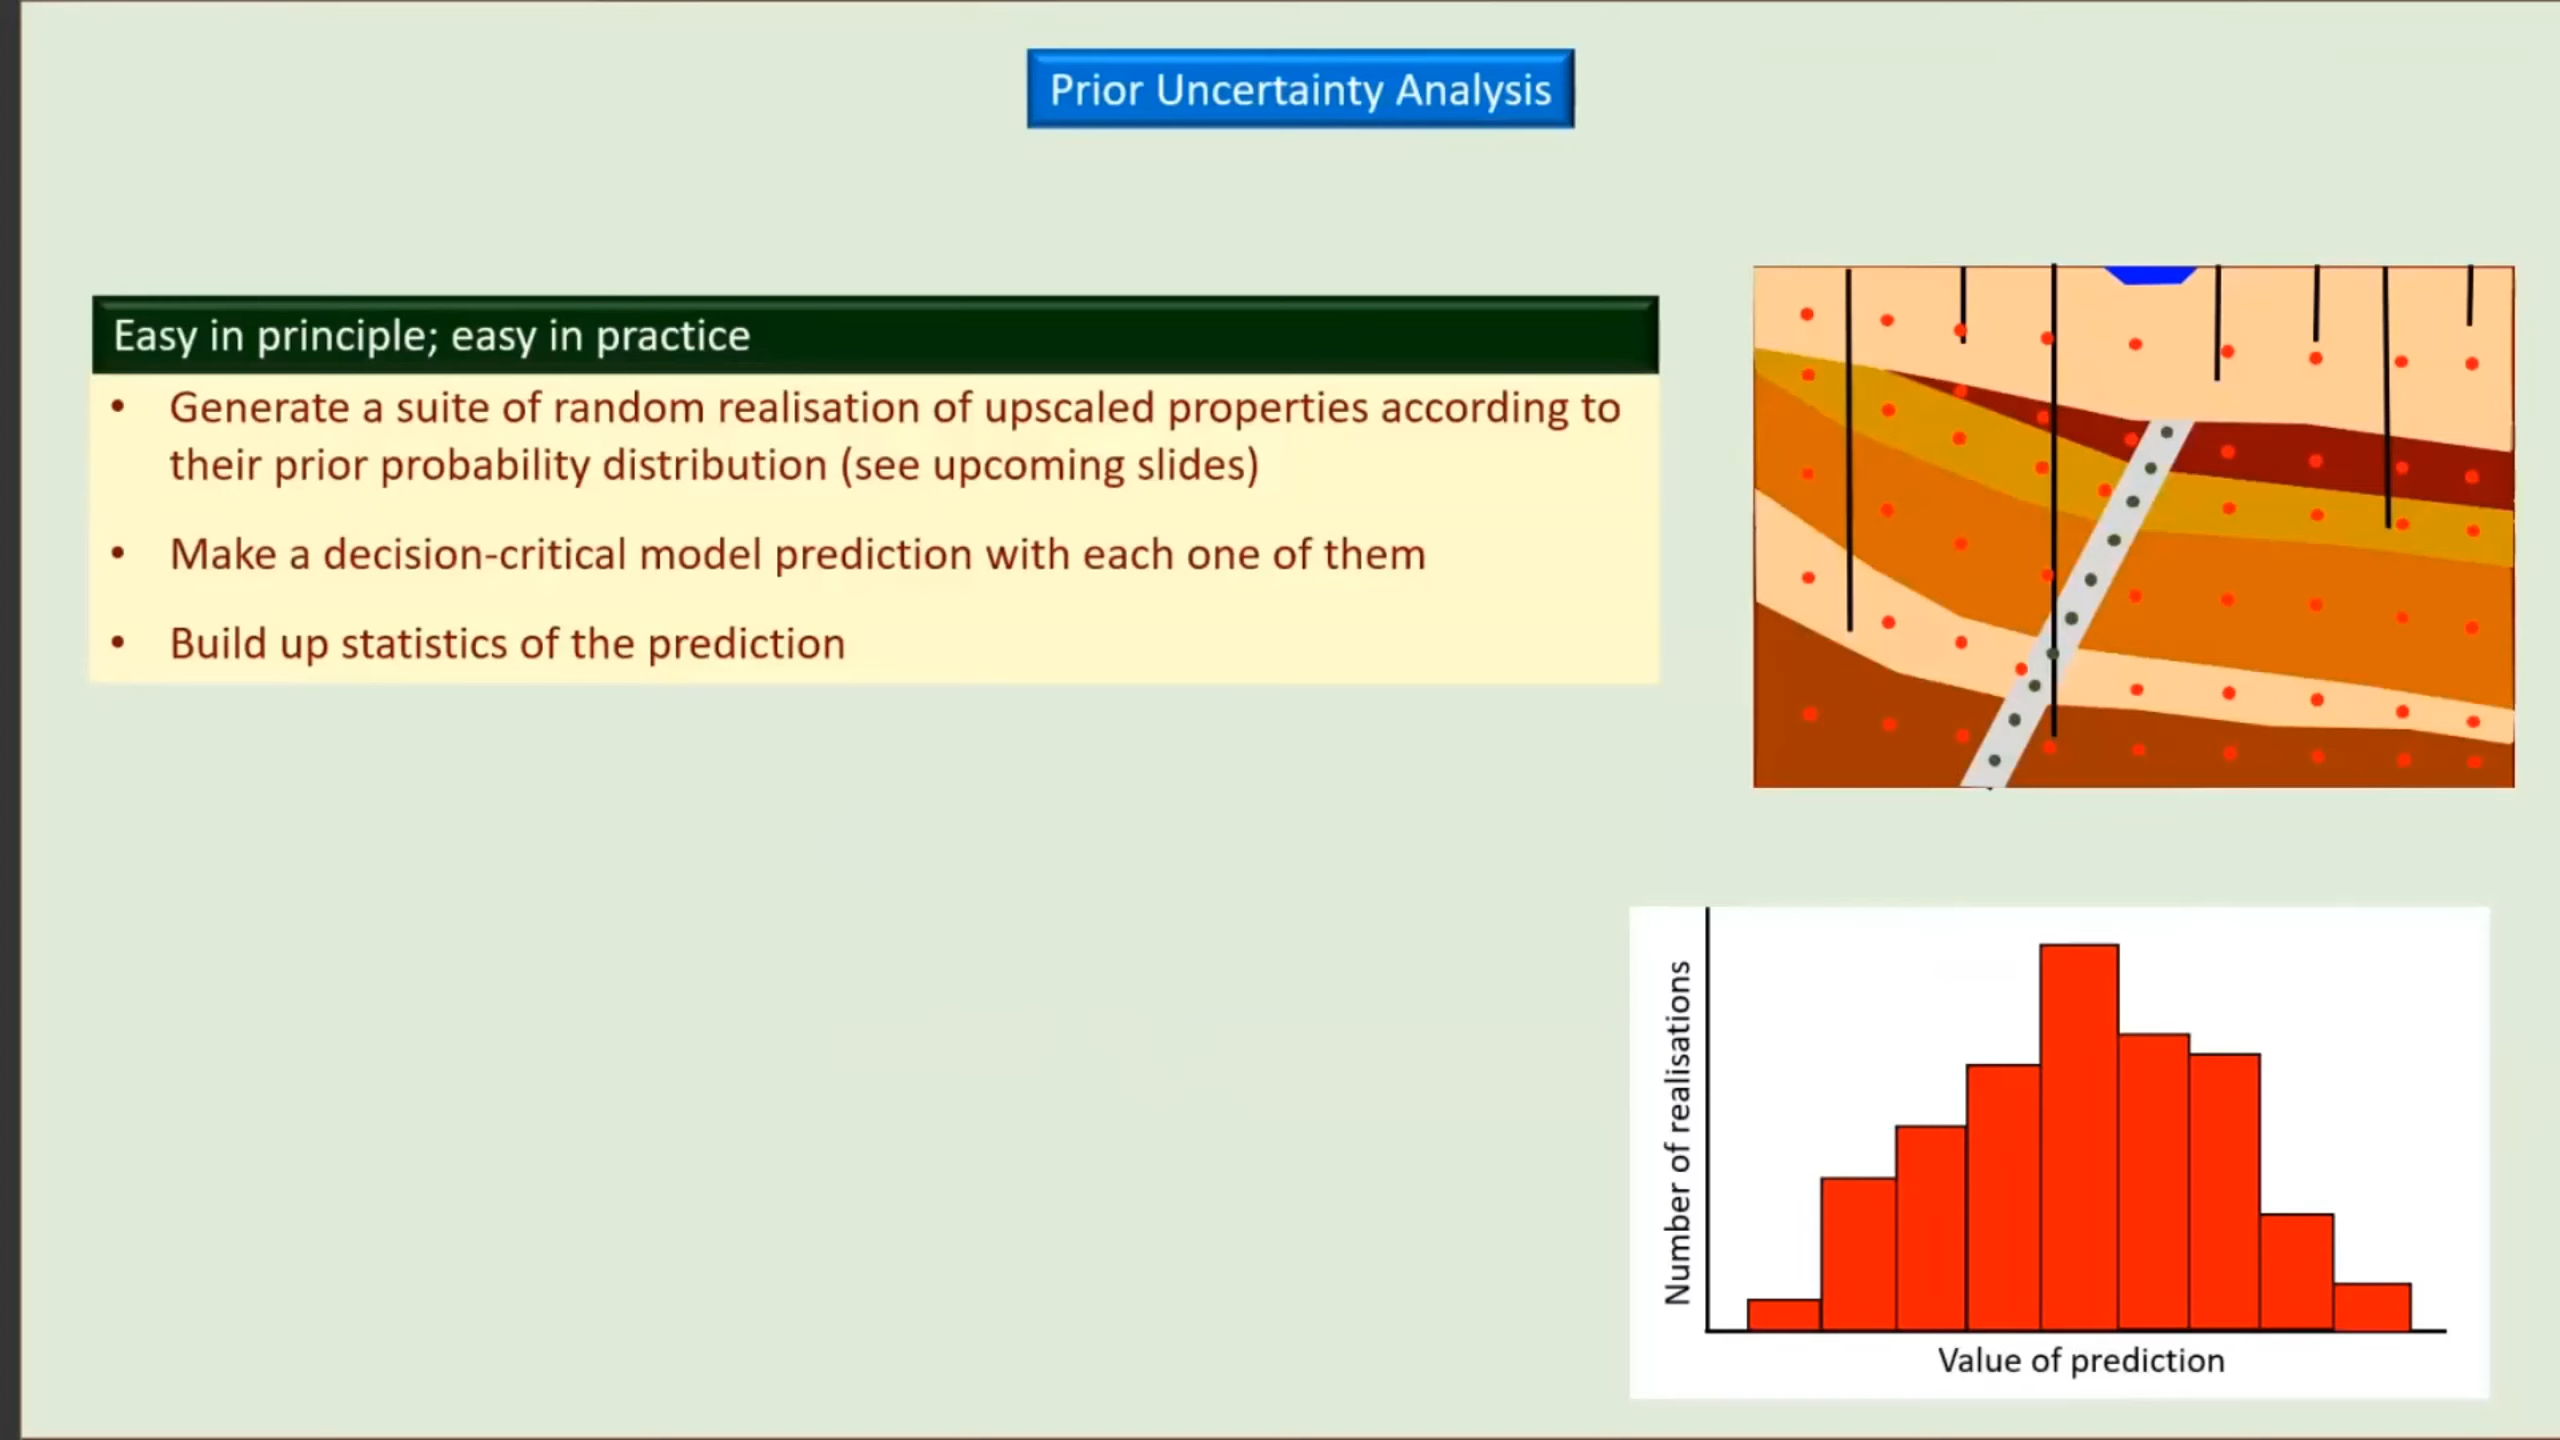 Prior Uncertainty Analysis
Easy in principle; easy in practice
• Generate a suite of random realisation of upscaled properties according to
their prior probability distribution (see upcoming slides)
• Make a decision-critical model prediction with each one of them
• Build up statistics of the prediction
Number of realisations
Value of prediction